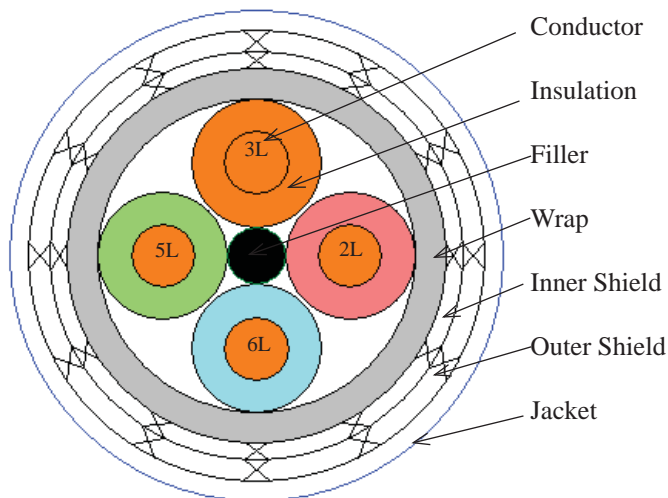 Conductor
Insulation
Filler
Wrap
Inner Shield
Outer Shield
Jacket
3L
5L
2L
6L